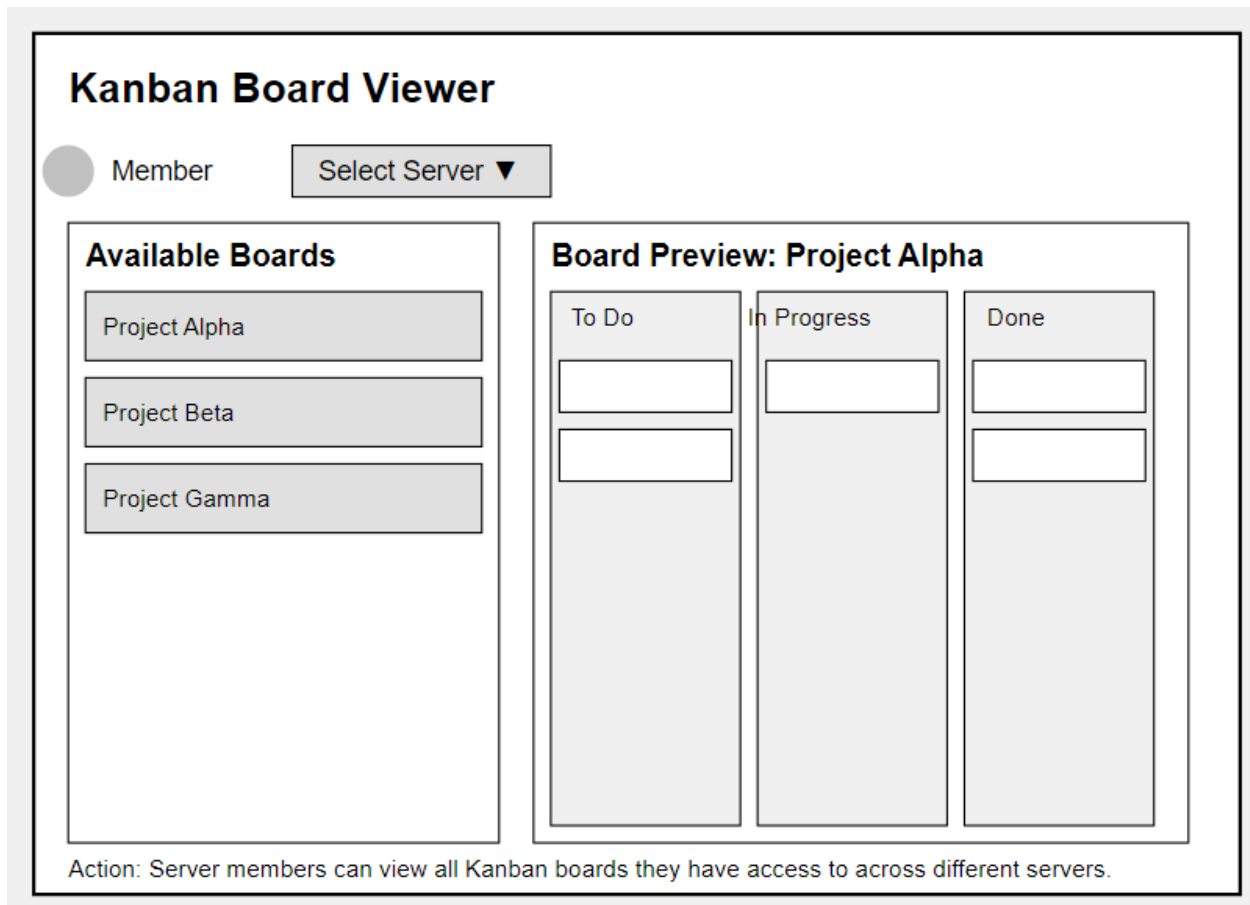 Kanban Board Viewer
Member
Select Server ▼
Available Boards
Project Alpha
Project Beta
Project Gamma
Board Preview: Project Alpha
To Do
In Progress
Done
Action: Server members can view all Kanban boards they have access to across different servers.